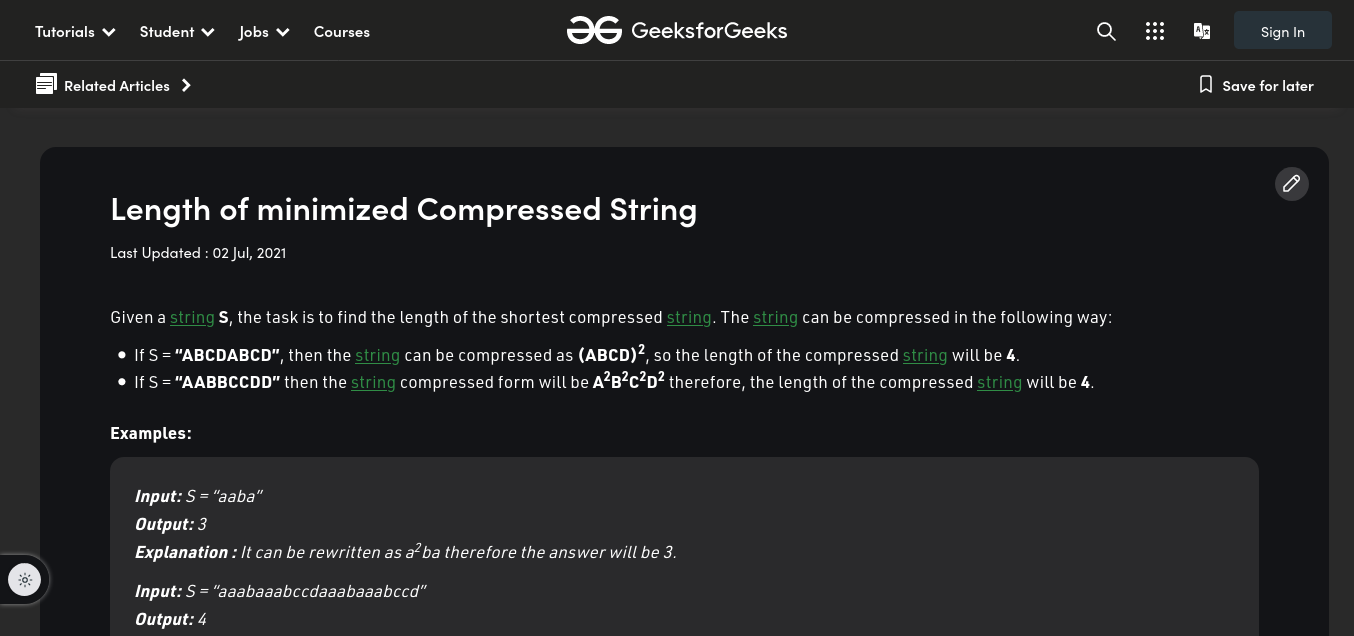 Tutorials Student Jobs Courses GeeksforGeeks Sign In
Related Articles Save for later
Length of minimized Compressed String
Last Updated : 02 Jul, 2021
Given a string S, the task is to find the length of the shortest compressed string. The string can be compressed in the following way:
If S = “ABCDABCD”, then the string can be compressed as (ABCD)², so the length of the compressed string will be 4.
If S = “AABBCCDD” then the string compressed form will be A²B²C²D² therefore, the length of the compressed string will be 4.
Examples:
Input: S = “aaba”
Output: 3
Explanation : It can be rewritten as a²ba therefore the answer will be 3.
Input: S = “aaabaaabccdaaabaaabccd”
Output: 4